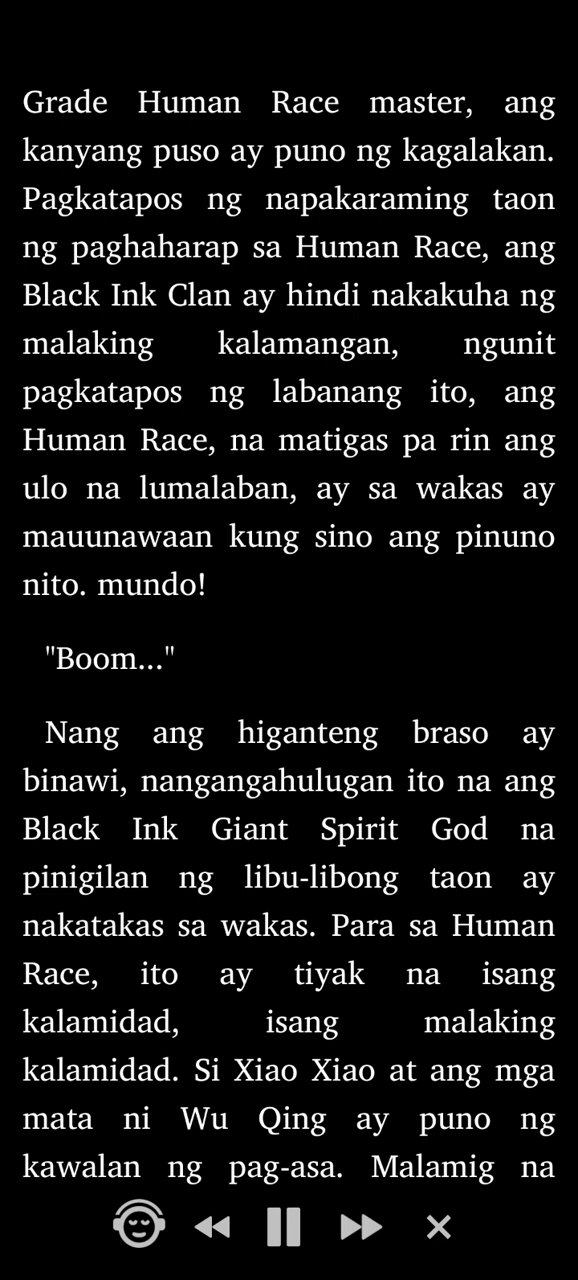 Grade Human Race master, ang
kanyang puso ay puno ng kagalakan.
Pagkatapos ng napakaraming taon
ng paghaharap sa Human Race, ang
Black Ink Clan ay hindi nakakuha ng
malaking kalamangan, ngunit
pagkatapos ng labanang ito, ang
Human Race, na matigas pa rin ang
ulo na lumalaban, ay sa wakas ay
mauunawaan kung sino ang pinuno
nito. mundo!
"Boom..."
Nang ang higanteng braso ay
binawi, nangangahulugan ito na ang
Black Ink Giant Spirit God na
pinigilan ng libu-libong taon ay
nakatakas sa wakas. Para sa Human
Race, ito ay tiyak na isang
kalamidad, isang malaking
kalamidad. Si Xiao Xiao at ang mga
mata ni Wu Qing ay puno ng
kawalan ng pag-asa. Malamig na